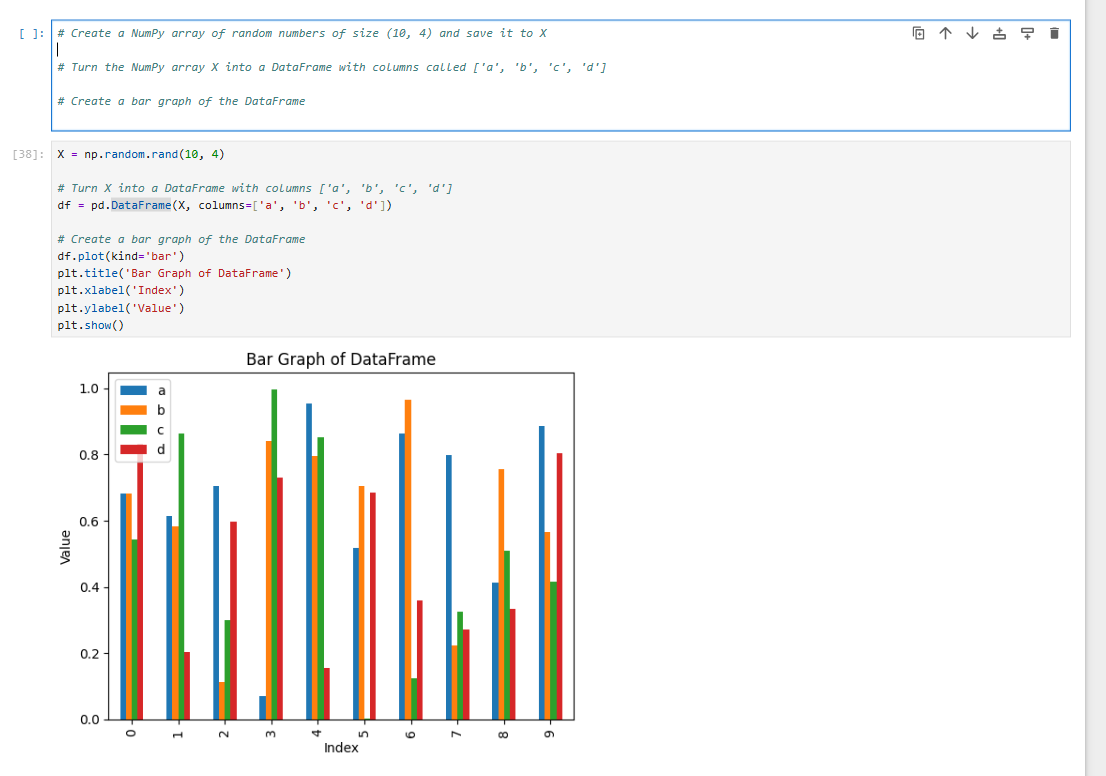 [ ]:
# Create a NumPy array of random numbers of size (10, 4) and save it to X
# Turn the NumPy array X into a DataFrame with columns called ['a', 'b', 'c', 'd']
# Create a bar graph of the DataFrame
[38]:
X = np.random.rand(10, 4)
# Turn X into a DataFrame with columns ['a', 'b', 'c', 'd']
df = pd.DataFrame(X, columns=['a', 'b', 'c', 'd'])
# Create a bar graph of the DataFrame
df.plot(kind='bar')
plt.title('Bar Graph of DataFrame')
plt.xlabel('Index')
plt.ylabel('Value')
plt.show()
Bar Graph of DataFrame
a
b
c
d
1.0
0.8
0.6
0.4
0.2
0.0
Value
0 1 2 3 4 5 6 7 8 9
Index